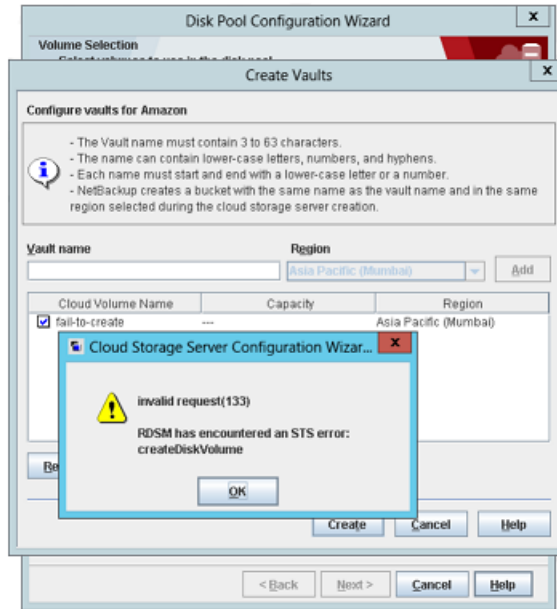 Disk Pool Configuration Wizard
x
Volume Selection
Create Vaults
x
Configure vaults for Amazon
- The Vault name must contain 3 to 63 characters.
- The name can contain lower-case letters, numbers, and hyphens.
- Each name must start and end with a lower-case letter or a number.
- NetBackup creates a bucket with the same name as the vault name and in the same
region selected during the cloud storage server creation.
Vault name Region
Asia Pacific (Mumbai) Add
Cloud Volume Name Capacity Region
fail-to-create --- Asia Pacific (Mumbai)
Cloud Storage Server Configuration Wizar... x
invalid request(133)
RDSM has encountered an STS error:
createDiskVolume
OK
Create Cancel Help
< Back Next > Cancel Help